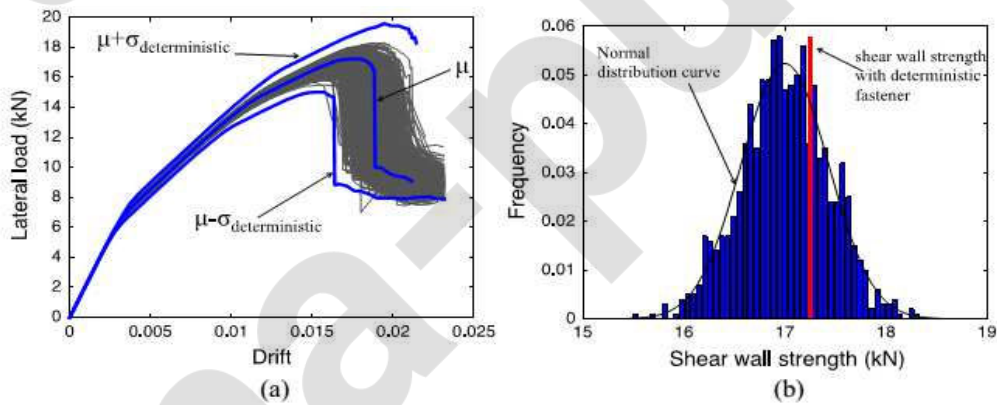 20
18
16
14
12
10
8
6
4
2
0
μ+σdeterministic
μ
μ-σdeterministic
Lateral load (kN)
0 0.005 0.01 0.015 0.02 0.025
Drift
(a)
0.06
0.05
0.04
0.03
0.02
0.01
0
Normal
distribution curve
shear wall strength
with deterministic
fastener
Frequency
15 16 17 18 19
Shear wall strength (kN)
(b)